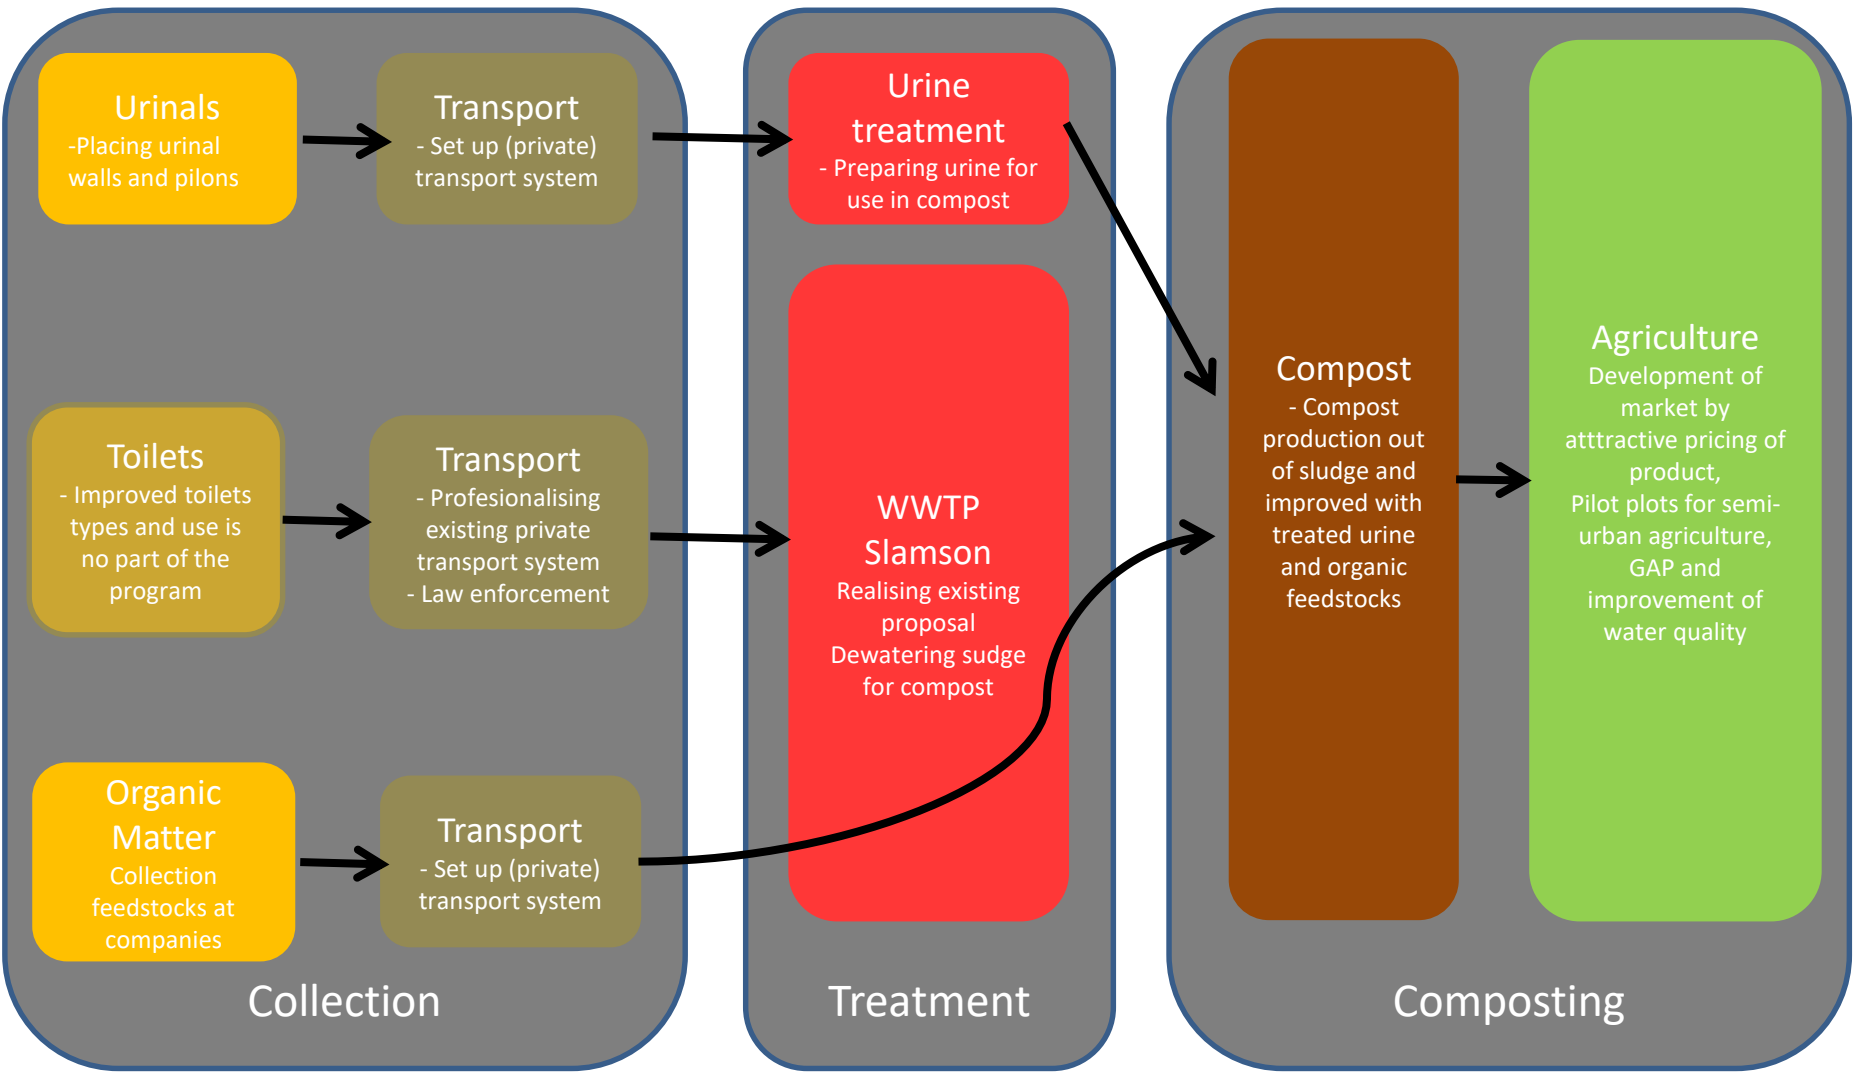 Urinals
-Placing urinal
walls and pilons
Transport
- Set up (private)
transport system
Toilets
- Improved toilets
types and use is
no part of the
program
Transport
- Profesionalising
existing private
transport system
- Law enforcement
Organic
Matter
Collection
feedstocks at
companies
Transport
- Set up (private)
transport system
Collection
Urine
treatment
- Preparing urine for
use in compost
WWTP
Slamson
Realising existing
proposal
Dewatering sudge
for compost
Treatment
Compost
- Compost
production out
of sludge and
improved with
treated urine
and organic
feedstocks
Agriculture
Development of
market by
atttractive pricing of
product,
Pilot plots for semi-
urban agriculture,
GAP and
improvement of
water quality
Composting